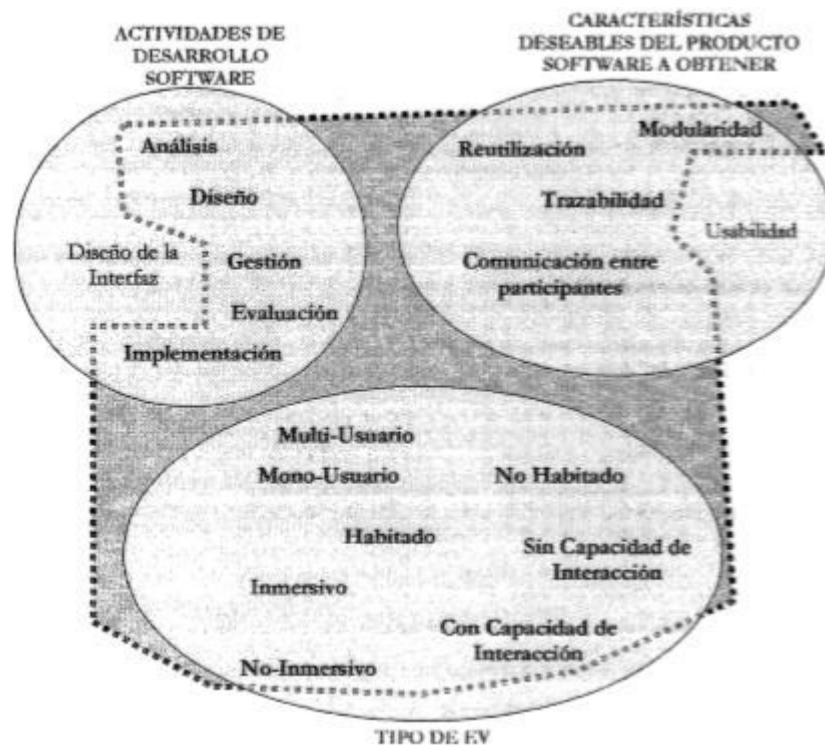 ACTIVIDADES DE
DESARROLLO
SOFTWARE
CARACTERÍSTICAS
DESEABLES DEL PRODUCTO
SOFTWARE A OBTENER
Análisis
Diseño
Diseño de la
Interfaz
Gestión
Evaluación
Implementación
Modularidad
Reutilización
Trazabilidad
Usabilidad
Comunicación entre
participantes
Multi-Usuario
Mono-Usuario
No Habitado
Habitado
Sin Capacidad de
Interacción
Inmersivo
Con Capacidad de
Interacción
No-Inmersivo
TIPO DE EV